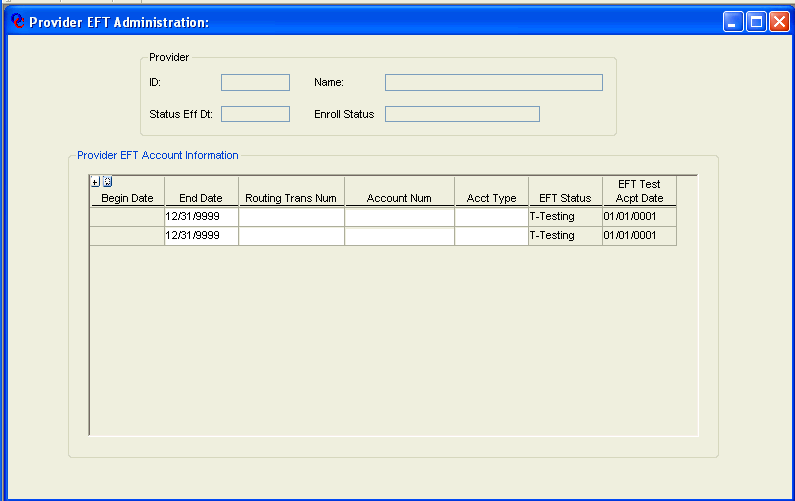 Provider EFT Administration:
Provider
ID: Name:
Status Eff Dt: Enroll Status
Provider EFT Account Information
EFT Test
Begin Date End Date Routing Trans Num Account Num Acct Type EFT Status Acpt Date
12/31/9999 T-Testing 01/01/0001
12/31/9999 T-Testing 01/01/0001